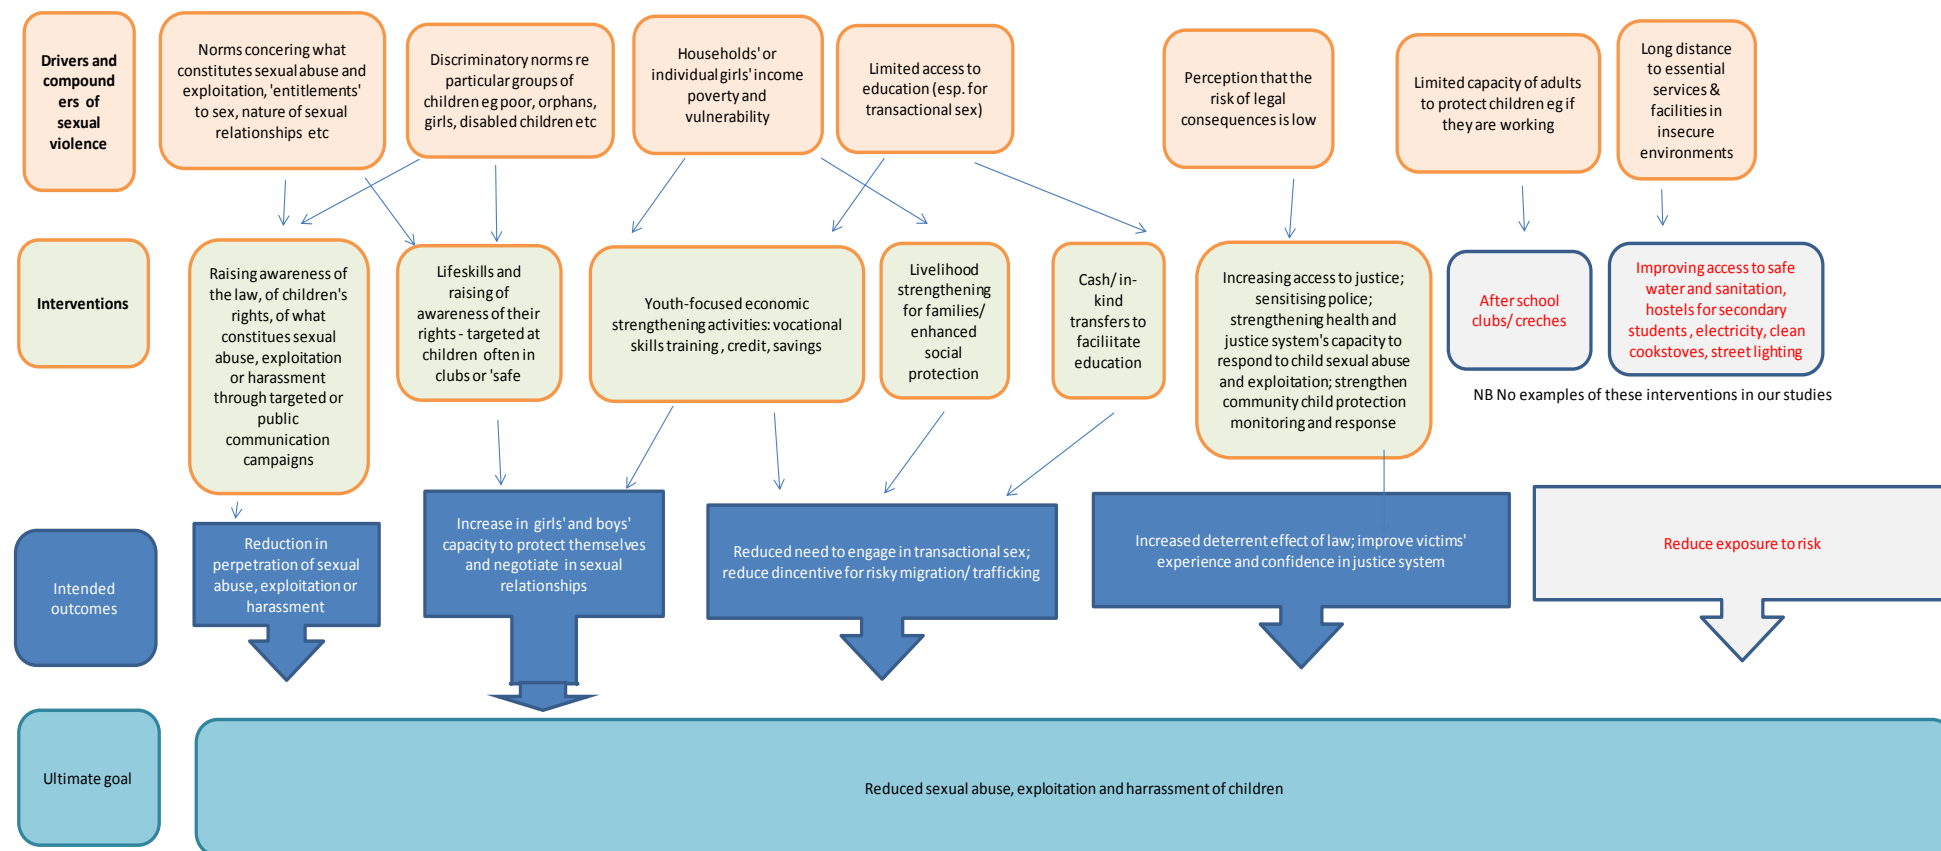 Drivers and
compound
ers of
sexual
violence
Norms concering what
constitutes sexual abuse and
exploitation, 'entitlements'
to sex, nature of sexual
relationships etc
Discriminatory norms re
particular groups of
children eg poor, orphans,
girls, disabled children etc
Households' or
individual girls' income
poverty and
vulnerability
Limited access to
education (esp. for
transactional sex)
Perception that the
risk of legal
consequences is low
Limited capacity of adults
to protect children eg if
they are working
Long distance
to essential
services &
facilities in
insecure
environments
Interventions
Raising awareness of
the law, of children's
rights, of what
constitues sexual
abuse, exploitation
or harassment
through targeted or
public
communication
campaigns
Lifeskills and
raising of
awareness of their
rights - targeted at
children often in
clubs or 'safe
Youth-focused economic
strengthening activities: vocational
skills training , credit, savings
Livelihood
strengthening
for families/
enhanced
social
protection
Cash/ in-
kind
transfers to
faciliitate
education
Increasing access to justice;
sensitising police;
strengthening health and
justice system's capacity to
respond to child sexual abuse
and exploitation; strengthen
community child protection
monitoring and response
After school
clubs/ creches
Improving access to safe
water and sanitation,
hostels for secondary
students , electricity, clean
cookstoves, street lighting
NB No examples of these interventions in our studies
Intended
outcomes
Reduction in
perpetration of sexual
abuse, exploitation or
harassment
Increase in girls' and boys'
capacity to protect themselves
and negotiate in sexual
relationships
Reduced need to engage in transactional sex;
reduce dincentive for risky migration/ trafficking
Increased deterrent effect of law; improve victims'
experience and confidence in justice system
Reduce exposure to risk
Ultimate goal
Reduced sexual abuse, exploitation and harrassment of children